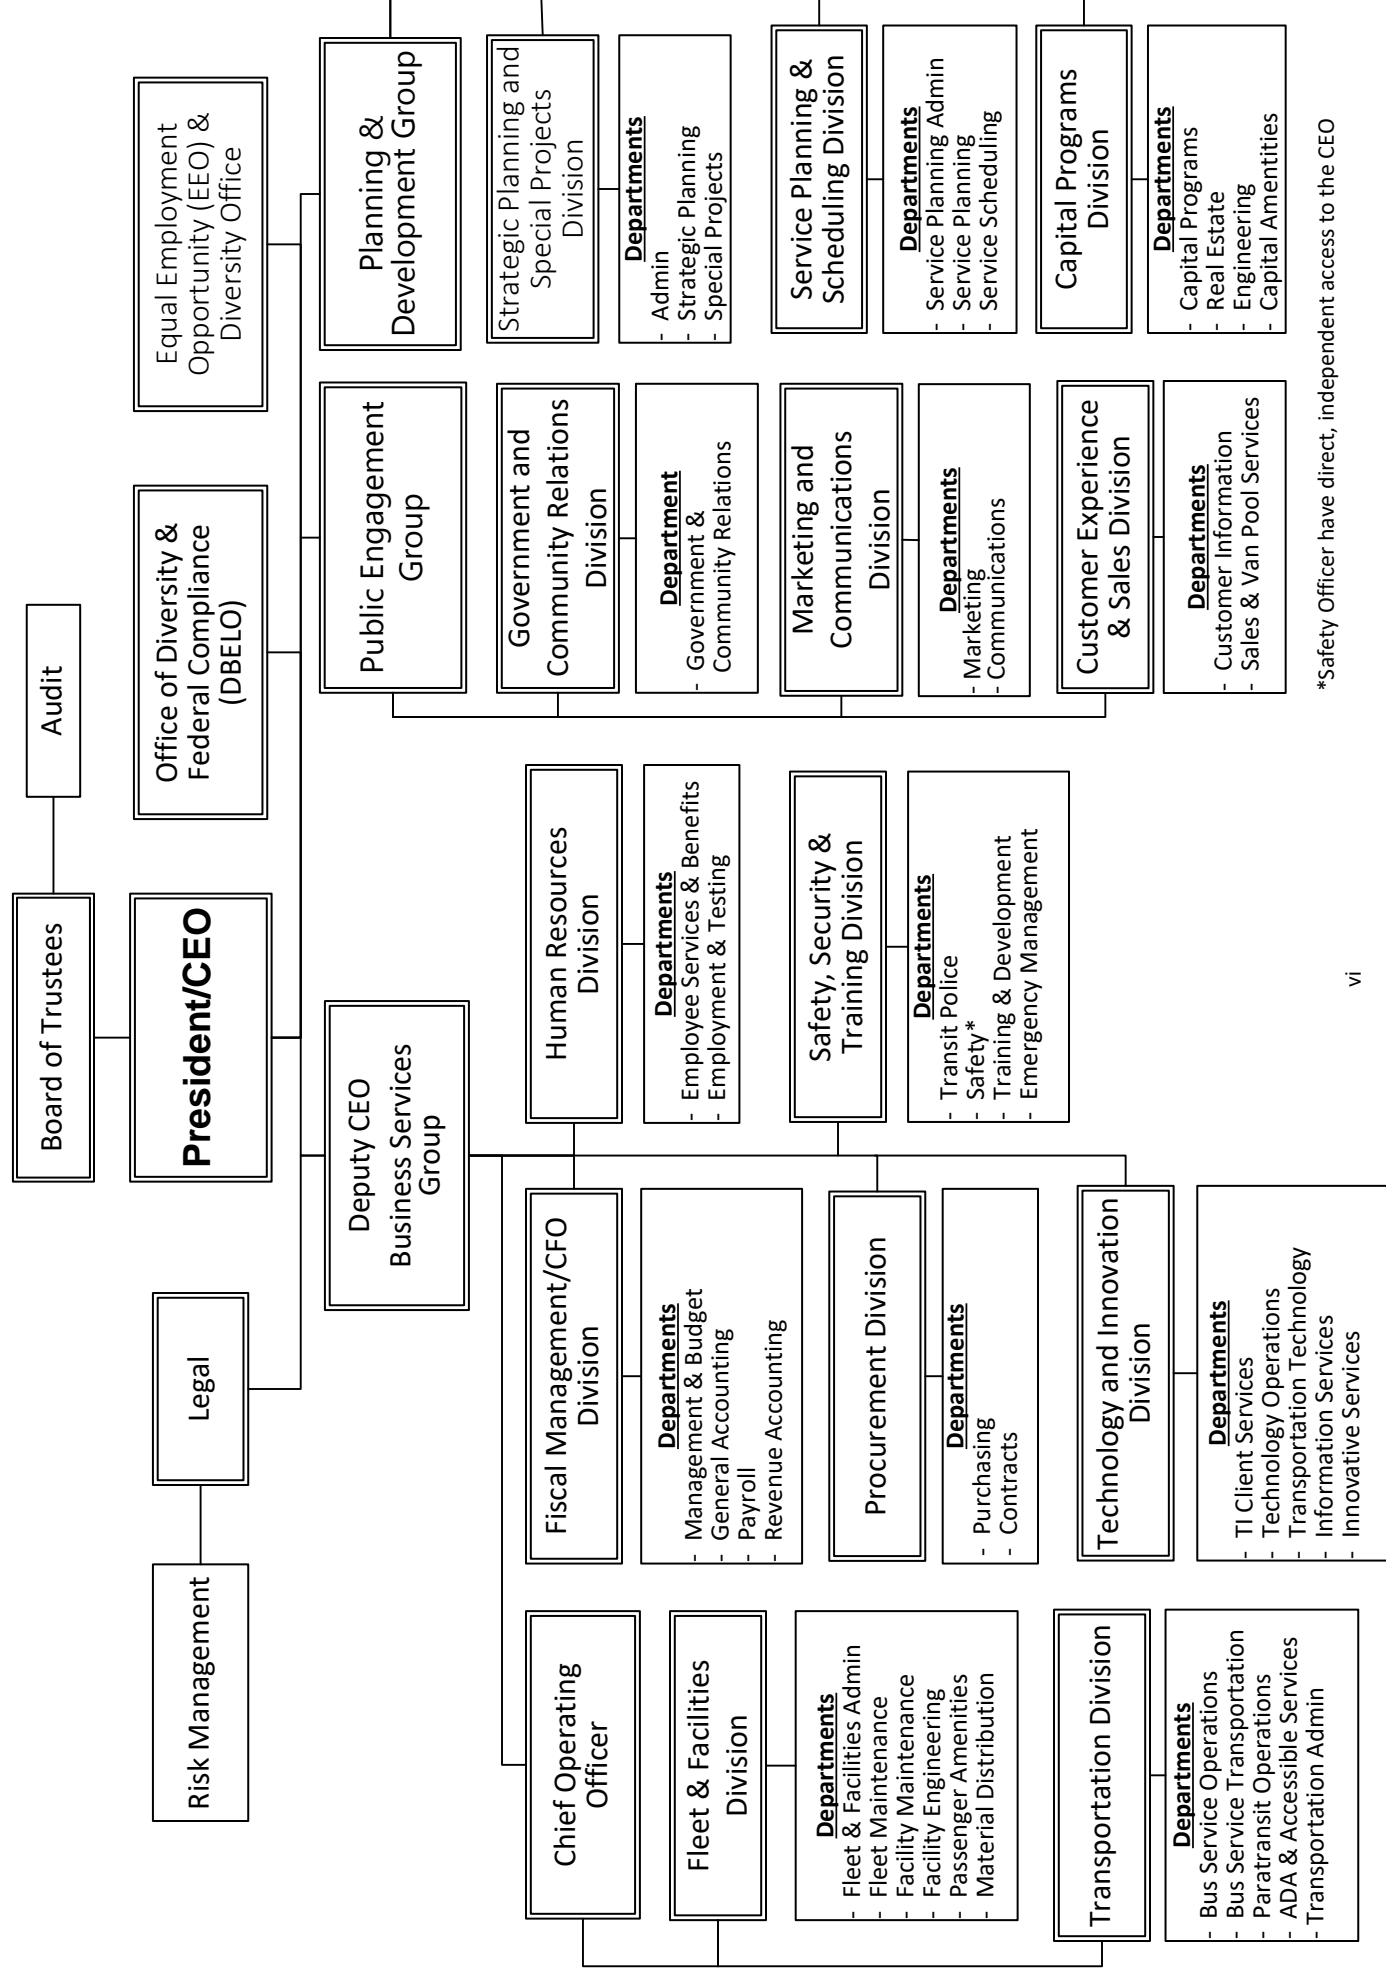 Board of Trustees
Audit
Risk Management
Legal
President/CEO
Office of Diversity &
Federal Compliance
(DBELO)
Equal Employment
Opportunity (EEO) &
Diversity Office
Deputy CEO
Business Services
Group
Public Engagement
Group
Planning &
Development Group
Chief Operating
Officer
Fleet & Facilities
Division
Departments
- Fleet & Facilities Admin
- Fleet Maintenance
- Facility Maintenance
- Facility Engineering
- Passenger Amenities
- Material Distribution
Transportation Division
Departments
- Bus Service Operations
- Bus Service Transportation
- Paratransit Operations
- ADA & Accessible Services
- Transportation Admin
Fiscal Management/CFO
Division
Departments
- Management & Budget
- General Accounting
- Payroll
- Revenue Accounting
Procurement Division
Departments
- Purchasing
- Contracts
Technology and Innovation
Division
Departments
- TI Client Services
- Technology Operations
- Transportation Technology
- Information Services
- Innovative Services
Human Resources
Division
Departments
- Employee Services & Benefits
- Employment & Testing
Safety, Security &
Training Division
Departments
- Transit Police
- Safety*
- Training & Development
- Emergency Management
Government and
Community Relations
Division
Department
- Government &
Community Relations
Marketing and
Communications
Division
Departments
- Marketing
- Communications
Customer Experience
& Sales Division
Departments
- Customer Information
- Sales & Van Pool Services
Strategic Planning and
Special Projects
Division
Departments
- Admin
- Strategic Planning
- Special Projects
Service Planning &
Scheduling Division
Departments
- Service Planning Admin
- Service Planning
- Service Scheduling
Capital Programs
Division
Departments
- Capital Programs
- Real Estate
- Engineering
- Capital Amentities
*Safety Officer have direct, independent access to the CEO
vi